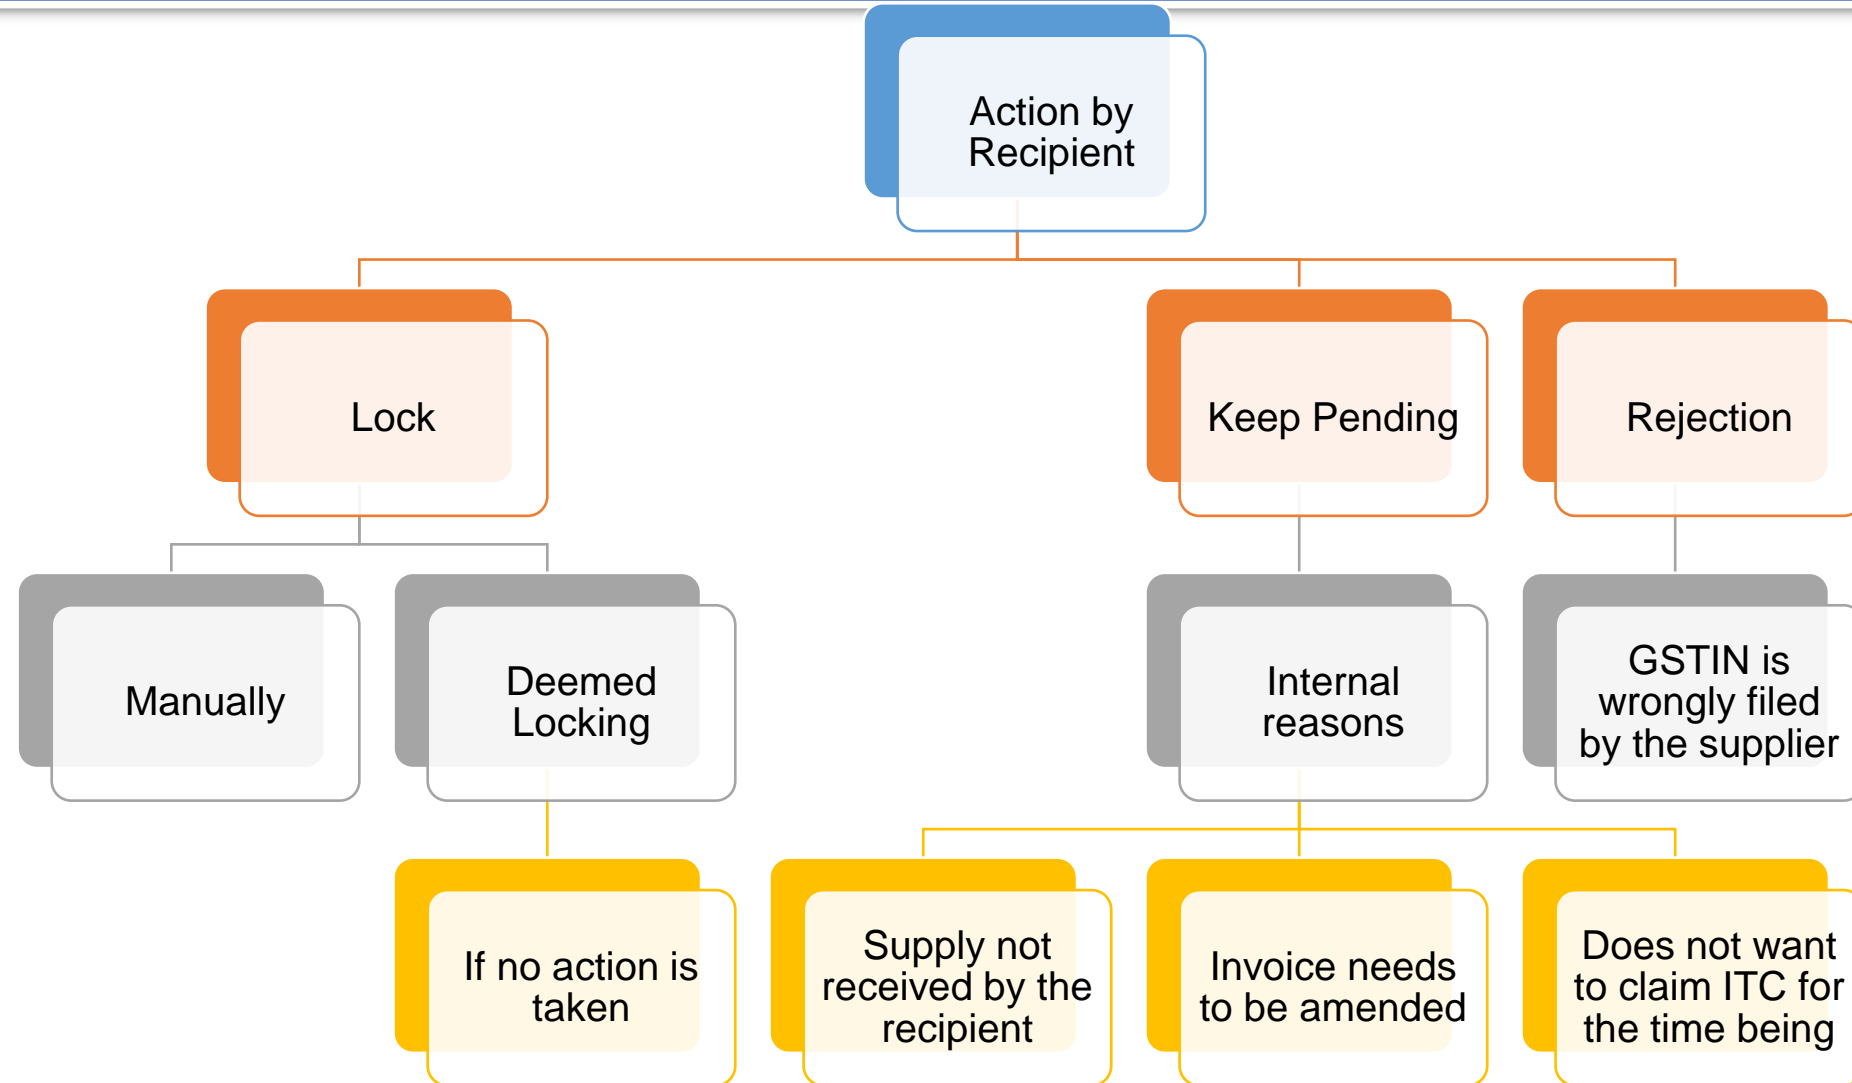 Action by
Recipient
Lock
Keep Pending
Rejection
Manually
Deemed
Locking
Internal
reasons
GSTIN is
wrongly filed
by the supplier
If no action is
taken
Supply not
received by the
recipient
Invoice needs
to be amended
Does not want
to claim ITC for
the time being